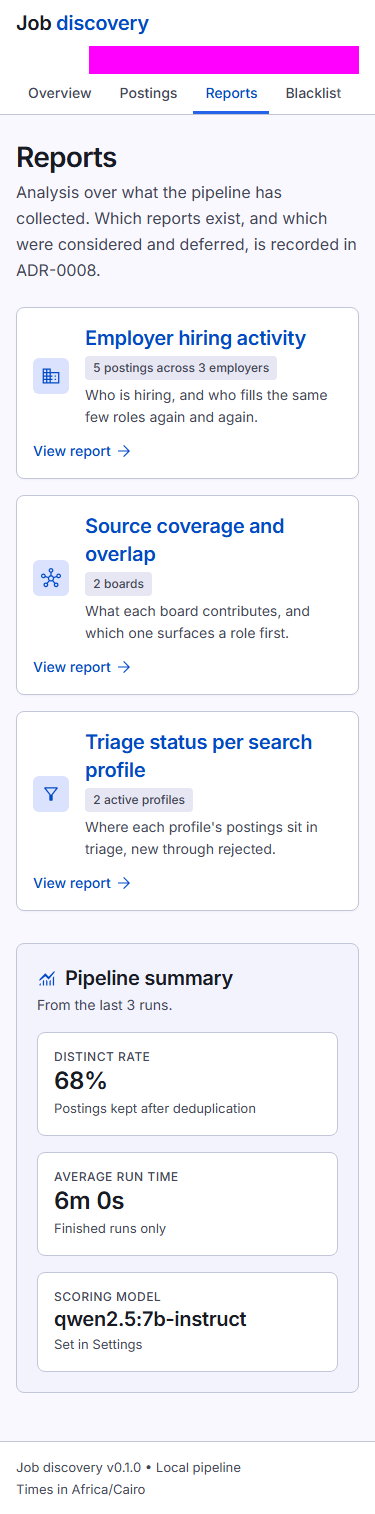 Job discovery
Overview Postings Reports Blacklist
Reports
Analysis over what the pipeline has
collected. Which reports exist, and which
were considered and deferred, is recorded in
ADR-0008.
Employer hiring activity
5 postings across 3 employers
Who is hiring, and who fills the same
few roles again and again.
View report
Source coverage and
overlap
2 boards
What each board contributes, and
which one surfaces a role first.
View report
Triage status per search
profile
2 active profiles
Where each profile's postings sit in
triage, new through rejected.
View report
Pipeline summary
From the last 3 runs.
DISTINCT RATE
68%
Postings kept after deduplication
AVERAGE RUN TIME
6m 0s
Finished runs only
SCORING MODEL
qwen2.5:7b-instruct
Set in Settings
Job discovery v0.1.0 • Local pipeline
Times in Africa/Cairo